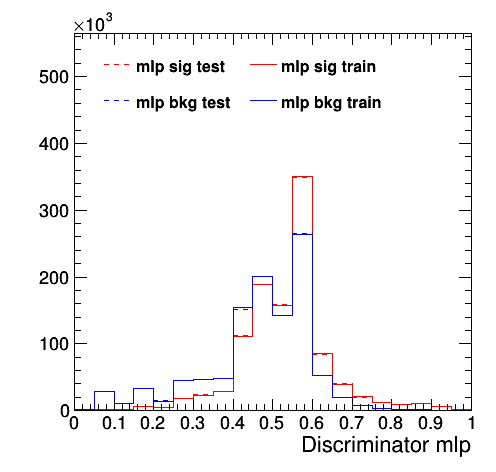 ×10³
500
400
300
200
100
0
mlp sig test
mlp sig train
mlp bkg test
mlp bkg train
0 0.1 0.2 0.3 0.4 0.5 0.6 0.7 0.8 0.9 1
Discriminator mlp